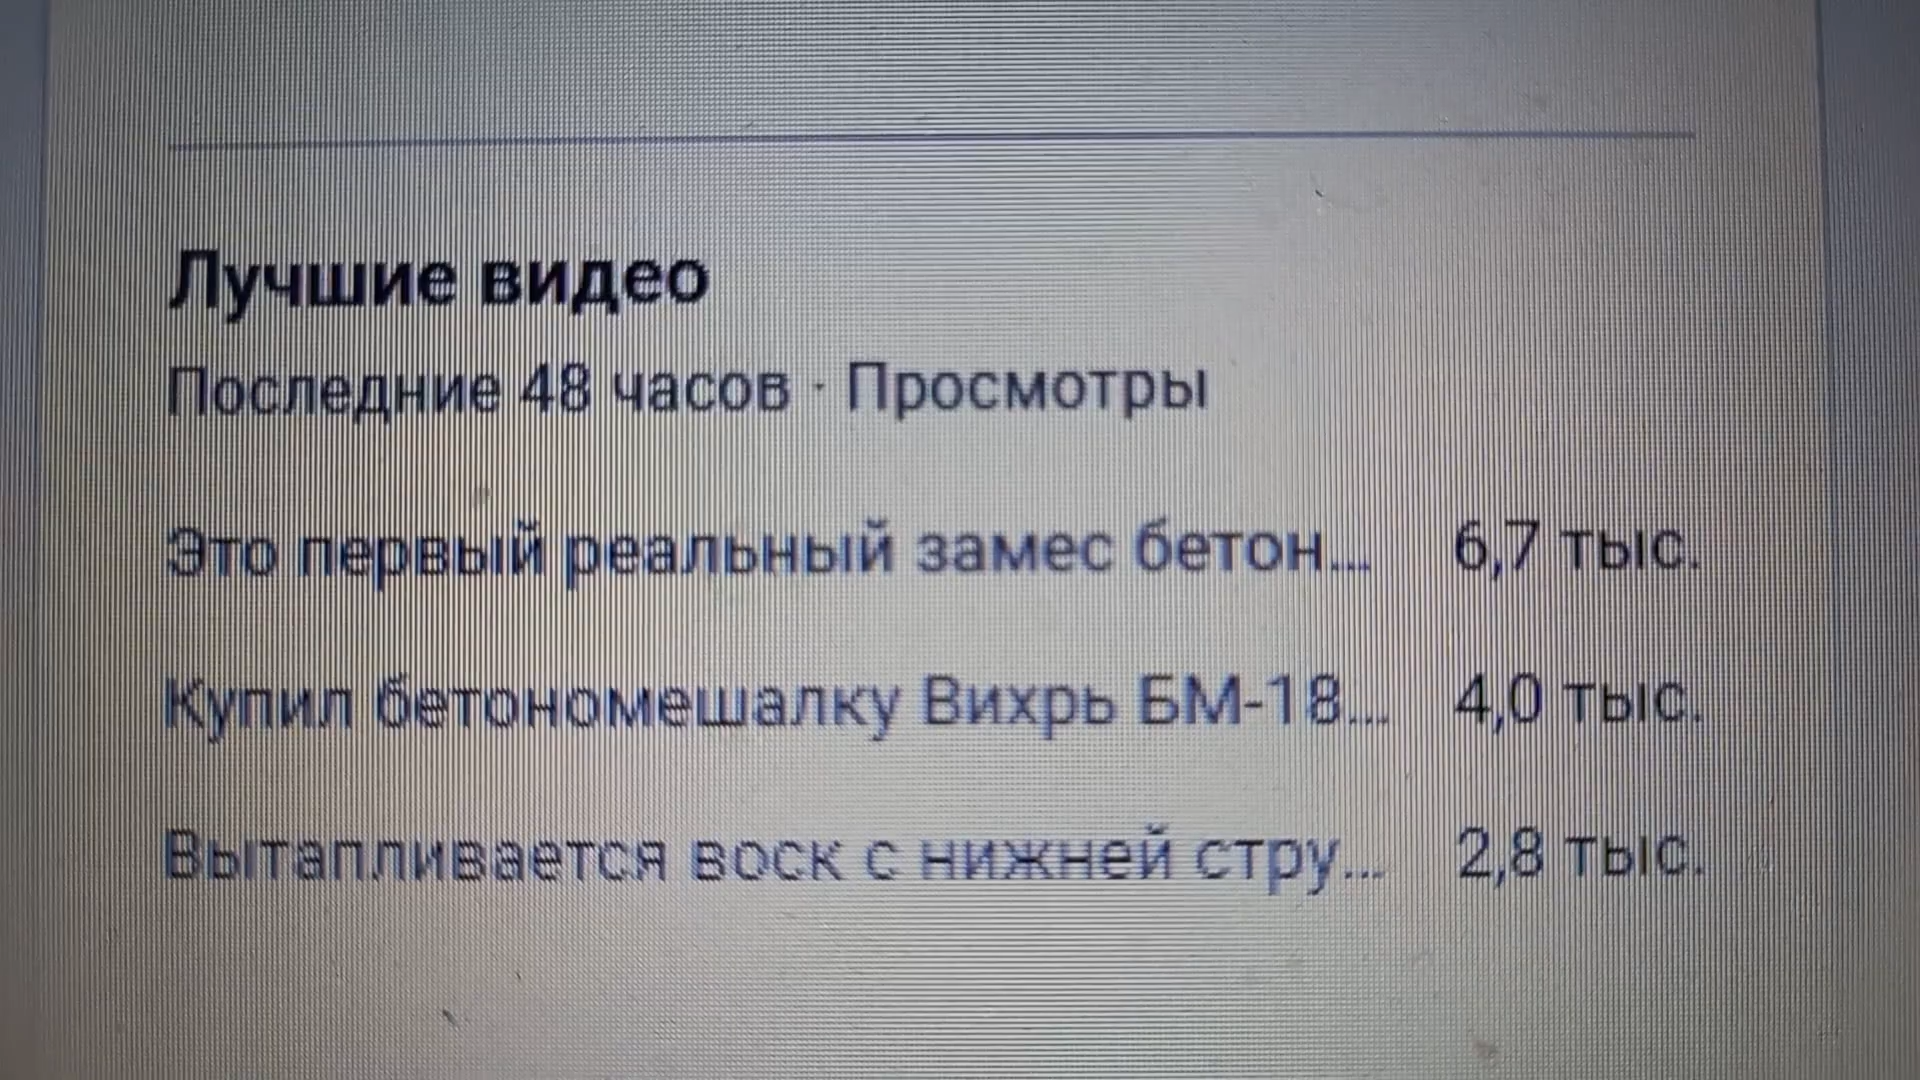 Лучшие видео
Последние 48 часов · Просмотры
Это первый реальный замес бетон... 6,7 тыс.
Купил бетономешалку Вихрь БМ-18... 4,0 тыс.
Вытапливается воск с нижней стру... 2,8 тыс.